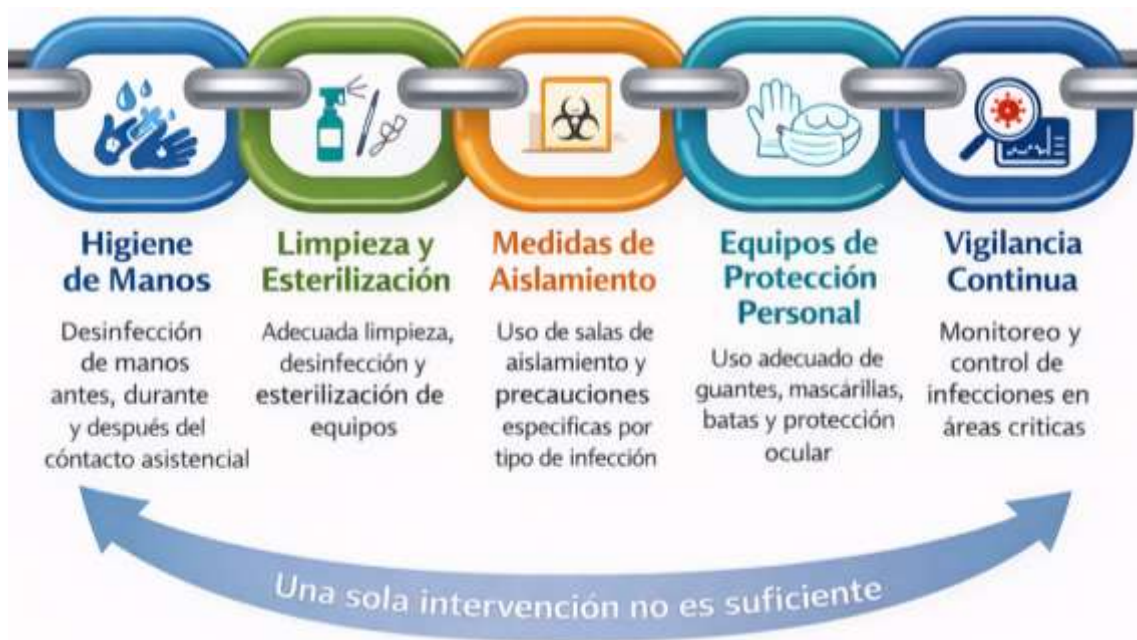 Higiene
de Manos
Desinfección
de manos
antes, durante
y después del
cóntacto asistencial
Limpieza y
Esterilización
Adecuada limpieza,
desinfección y
esterilización de
equipos
Medidas de
Aislamiento
Uso de salas de
aislamiento y
precauciones
especificas por
tipo de infección
Equipos de
Protección
Personal
Uso adecuado de
guantes, mascarillas,
batas y protección
ocular
Vigilancia
Continua
Monitoreo y
control de
infecciones en
áreas criticas
Una sola intervención no es suficiente